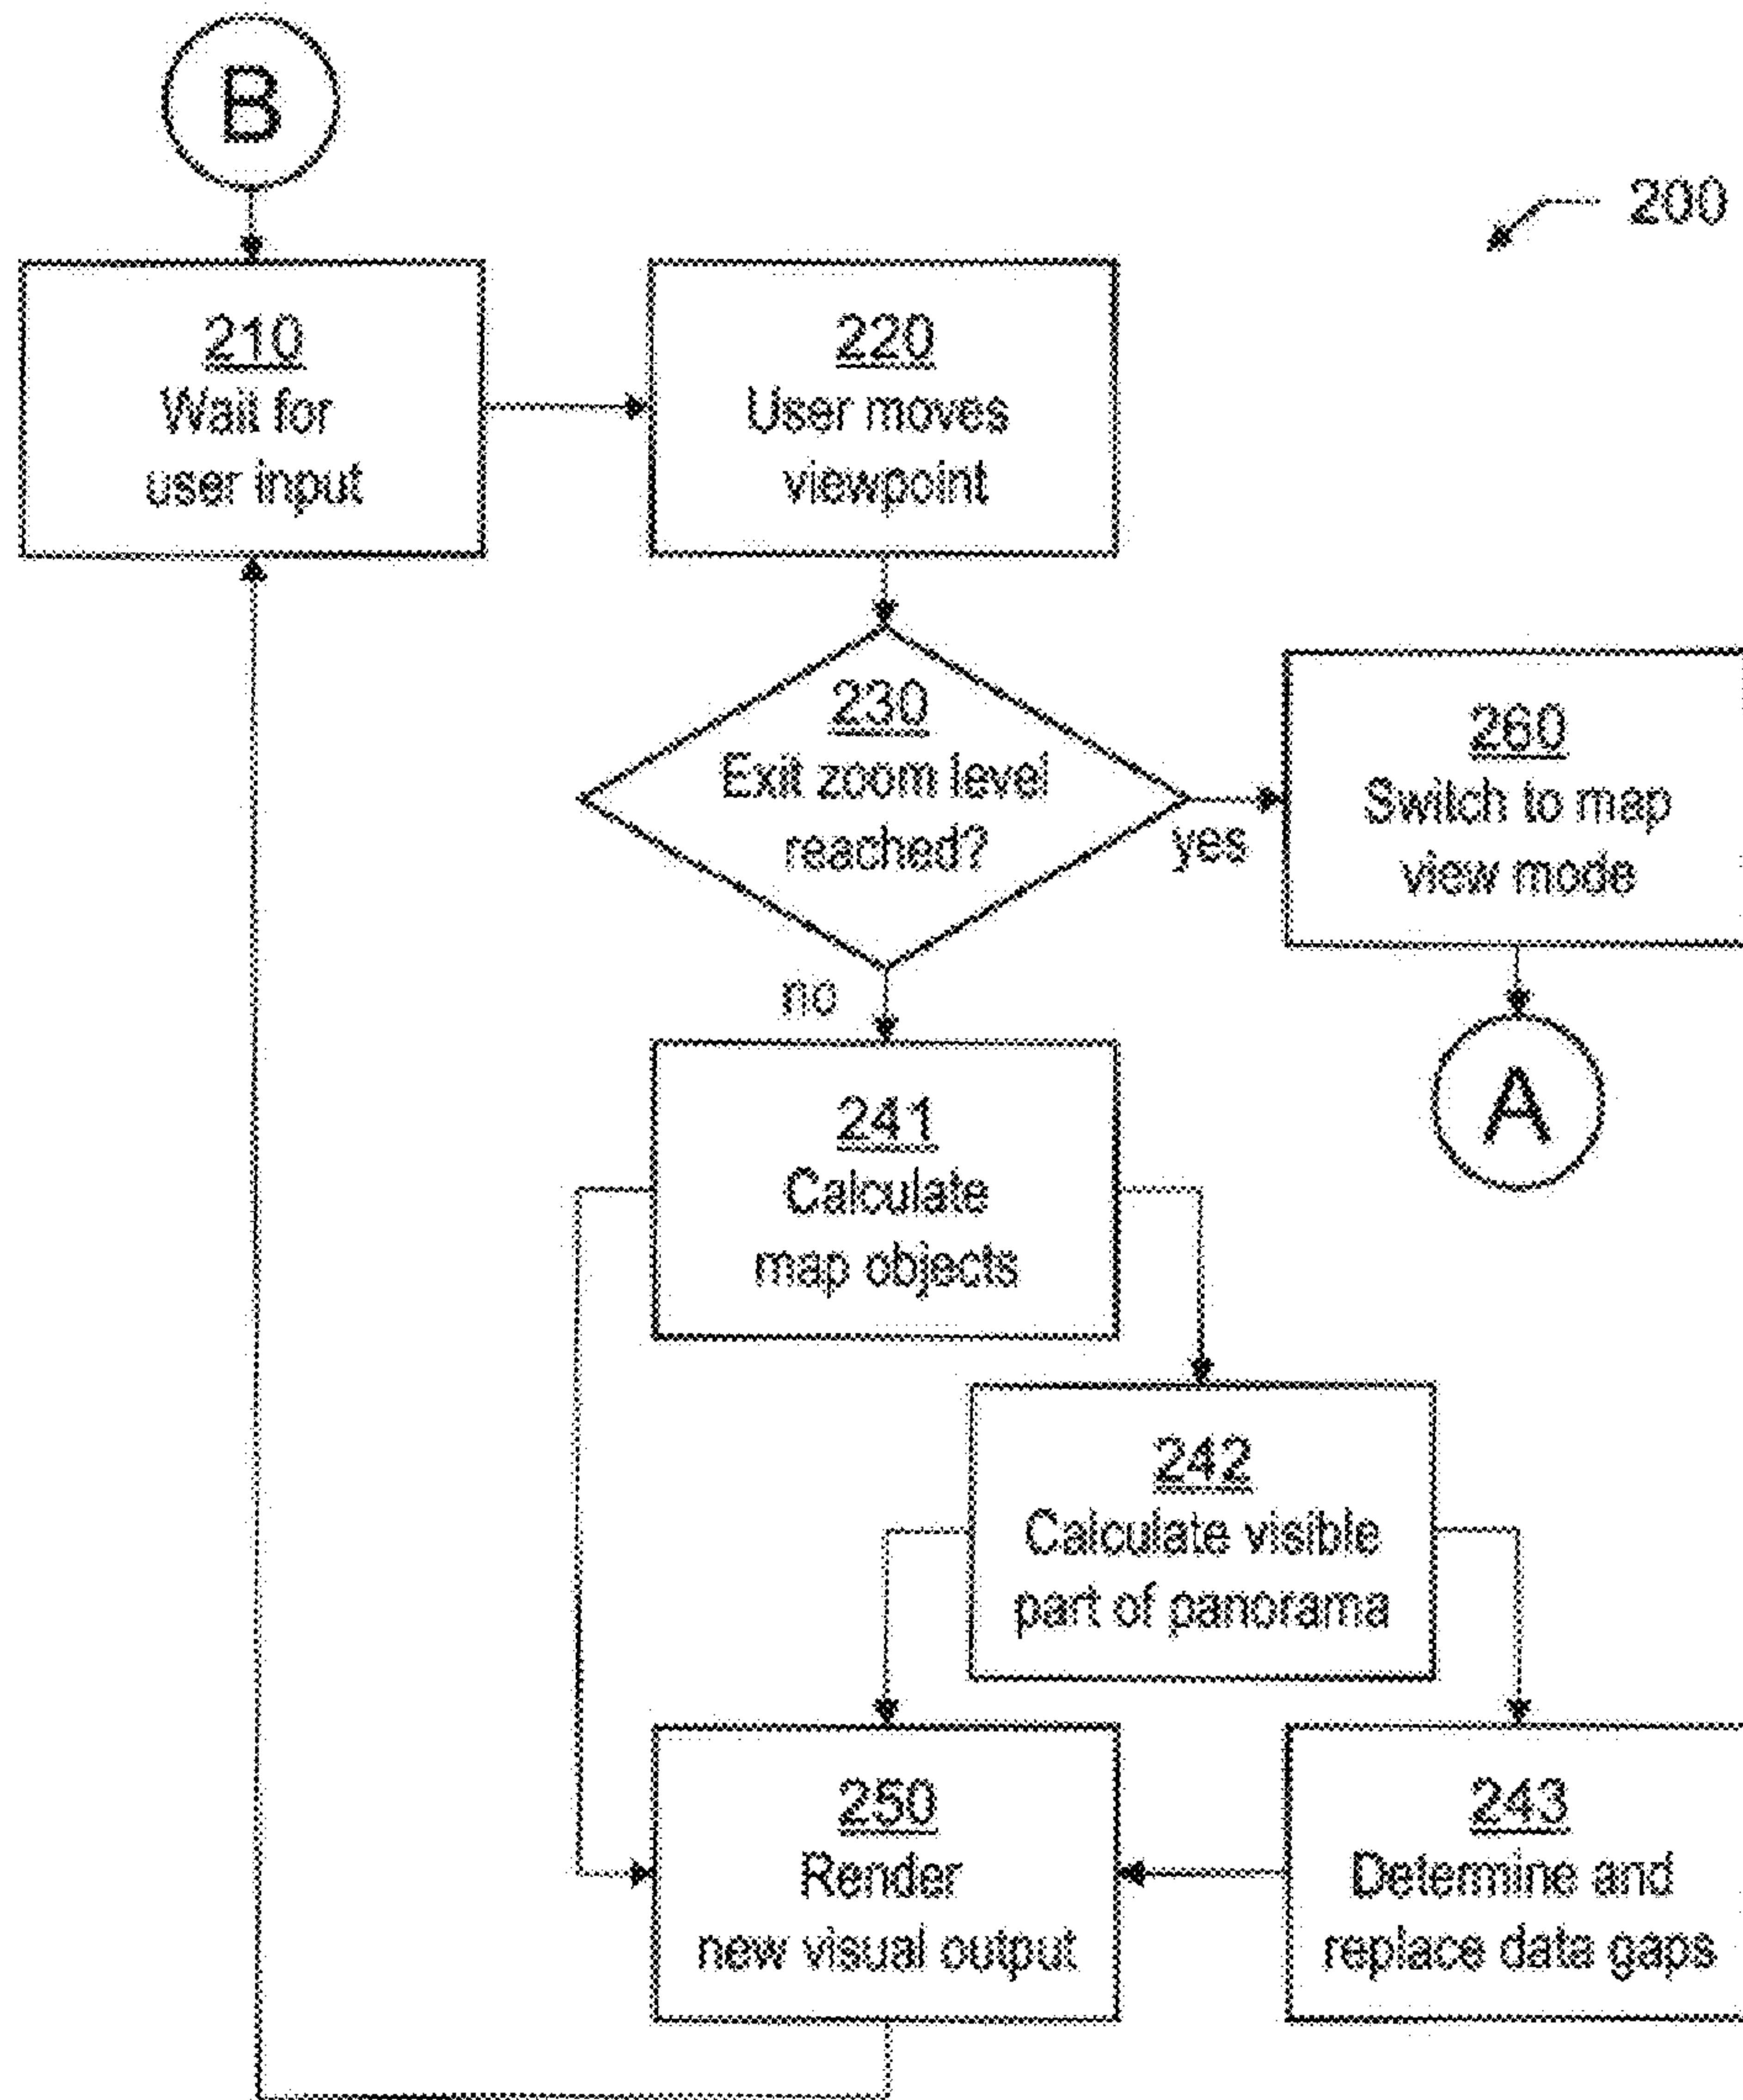 B
200
210
Wait for
user input
220
User moves
viewpoint
230
Exit zoom level
reached?
yes
no
260
Switch to map
view mode
A
241
Calculate
map objects
242
Calculate visible
part of panorama
250
Render
new visual output
243
Determine and
replace data gaps